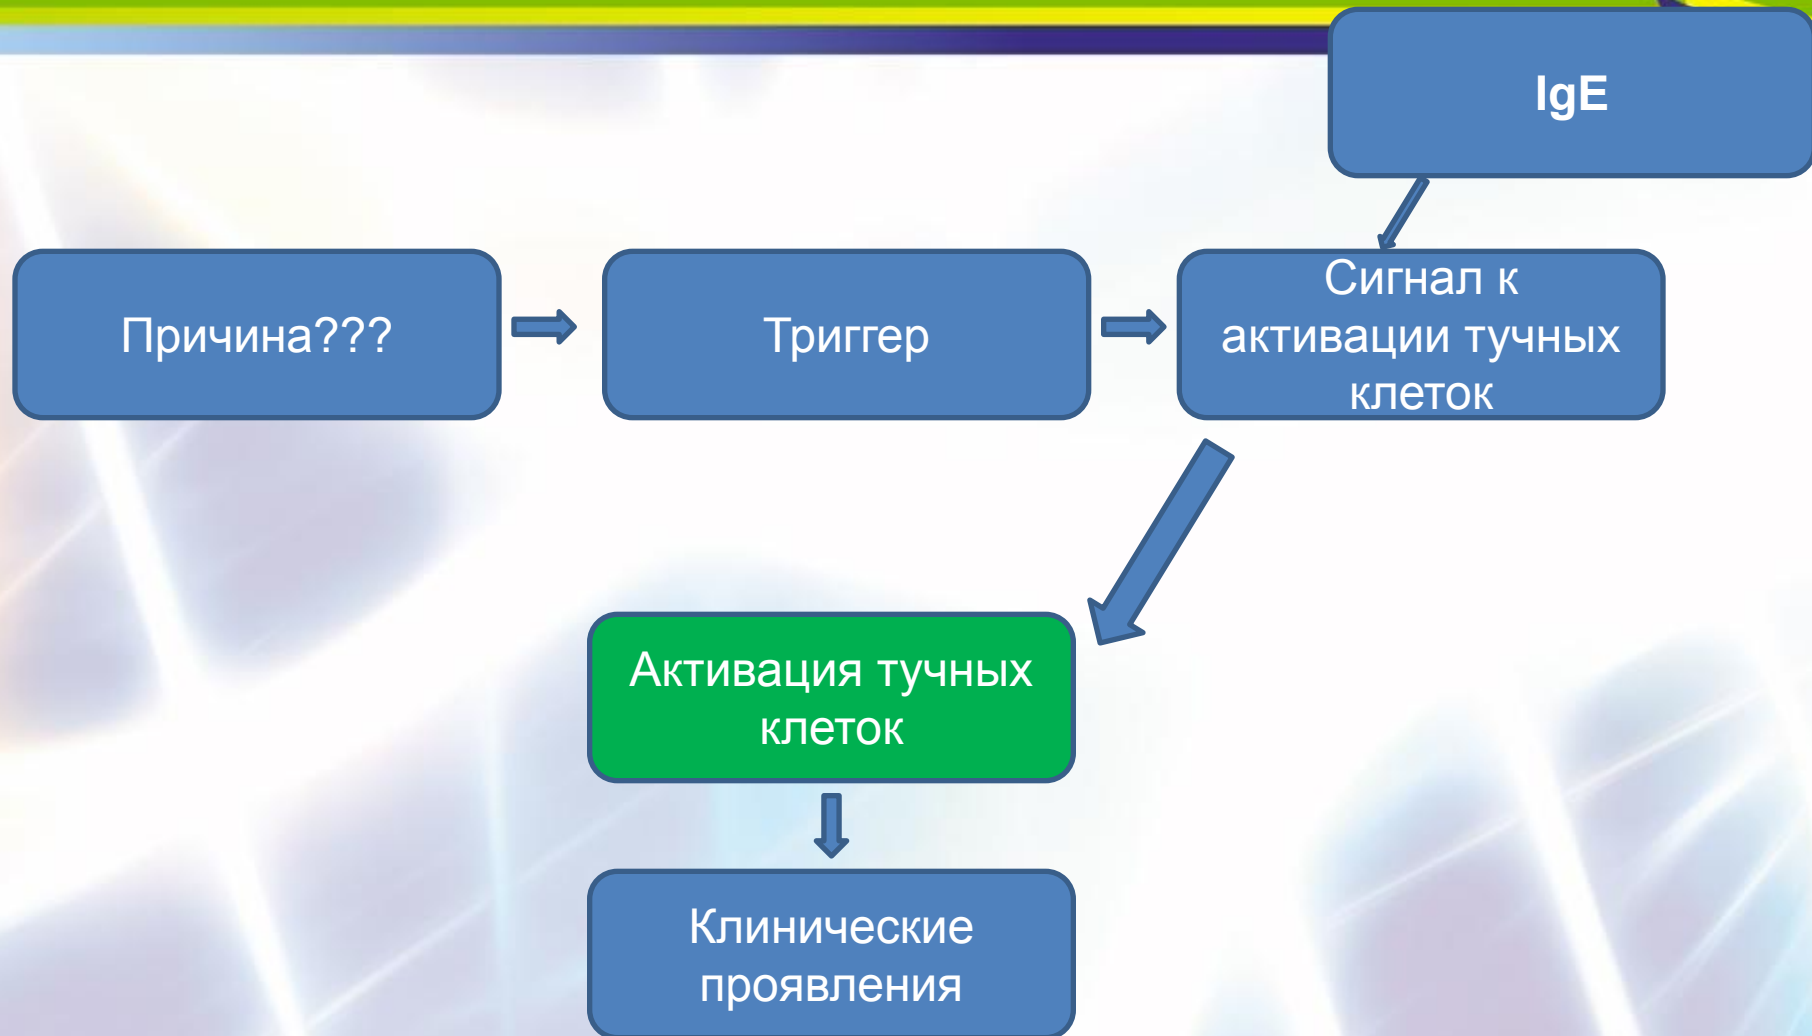 IgE
Причина???
Триггер
Сигнал к
активации тучных
клеток
Активация тучных
клеток
Клинические
проявления